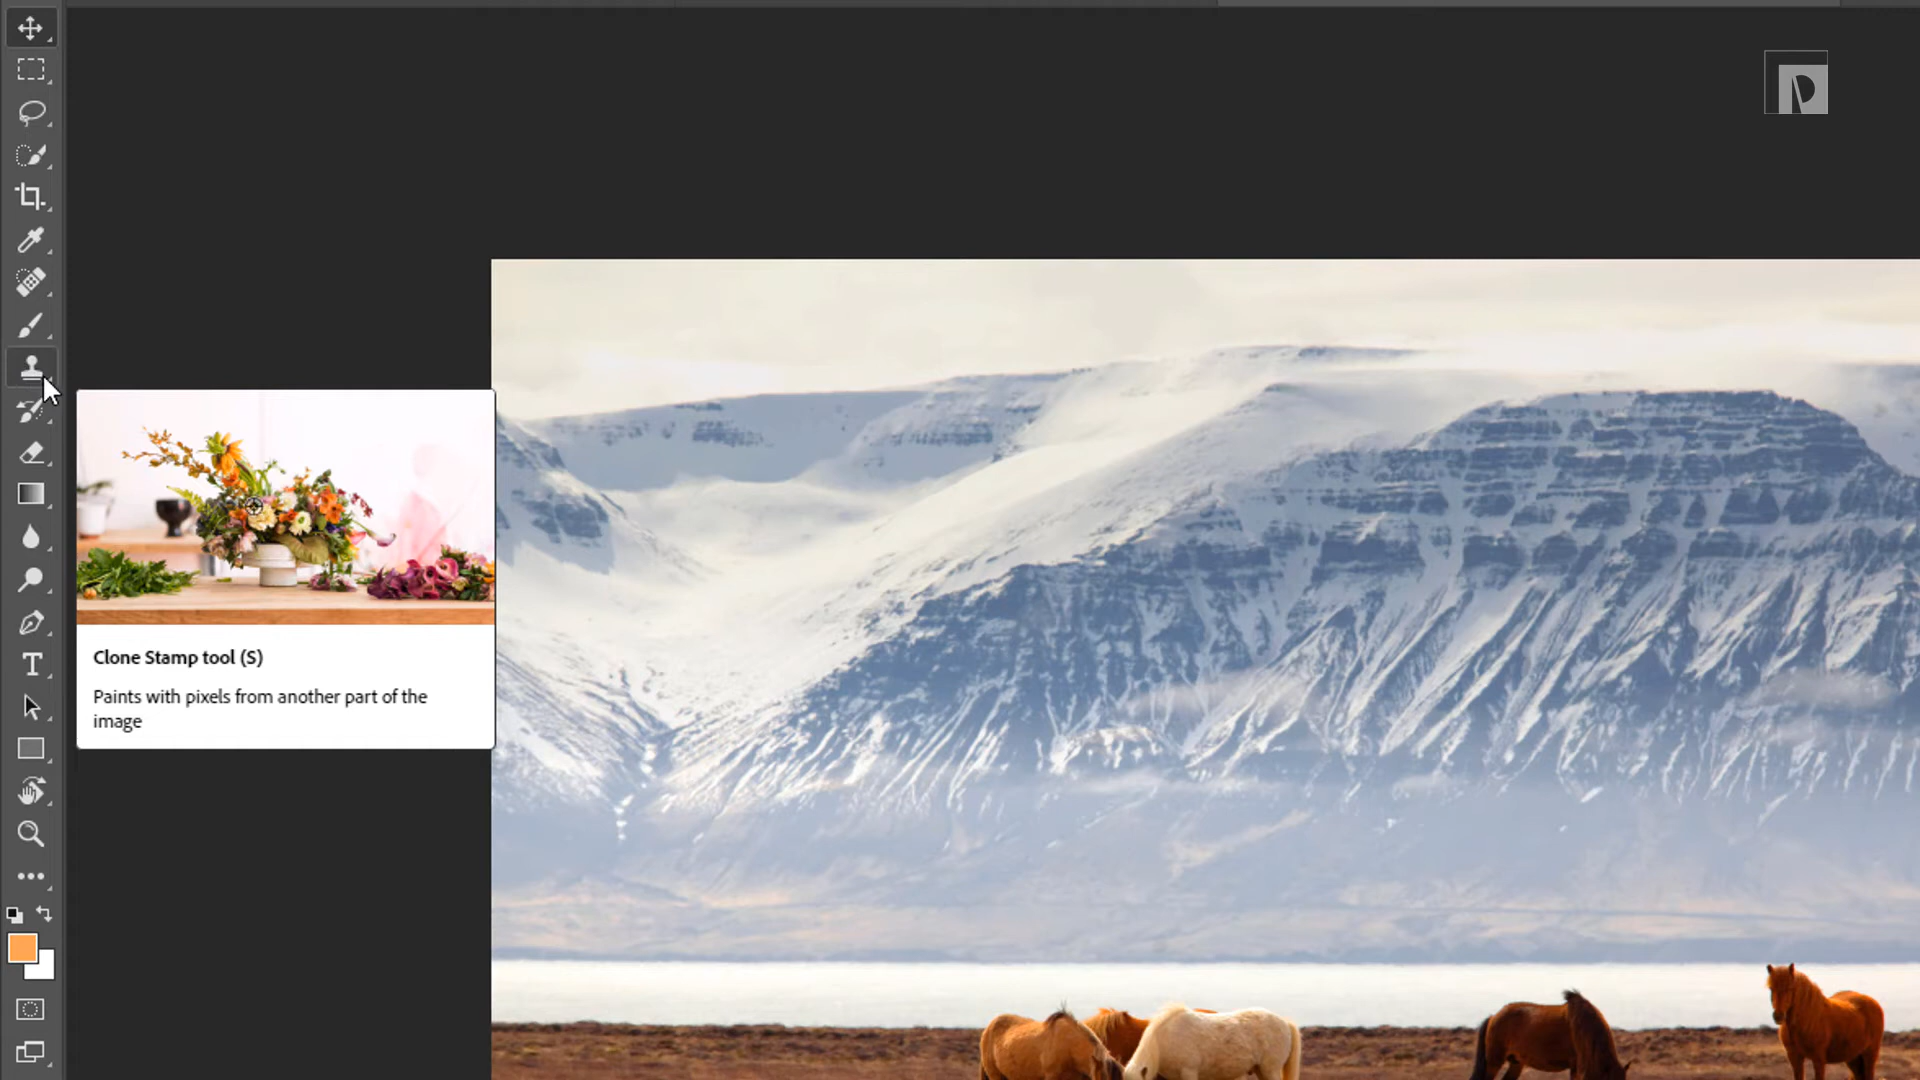 Clone Stamp tool (S)
Paints with pixels from another part of the
image